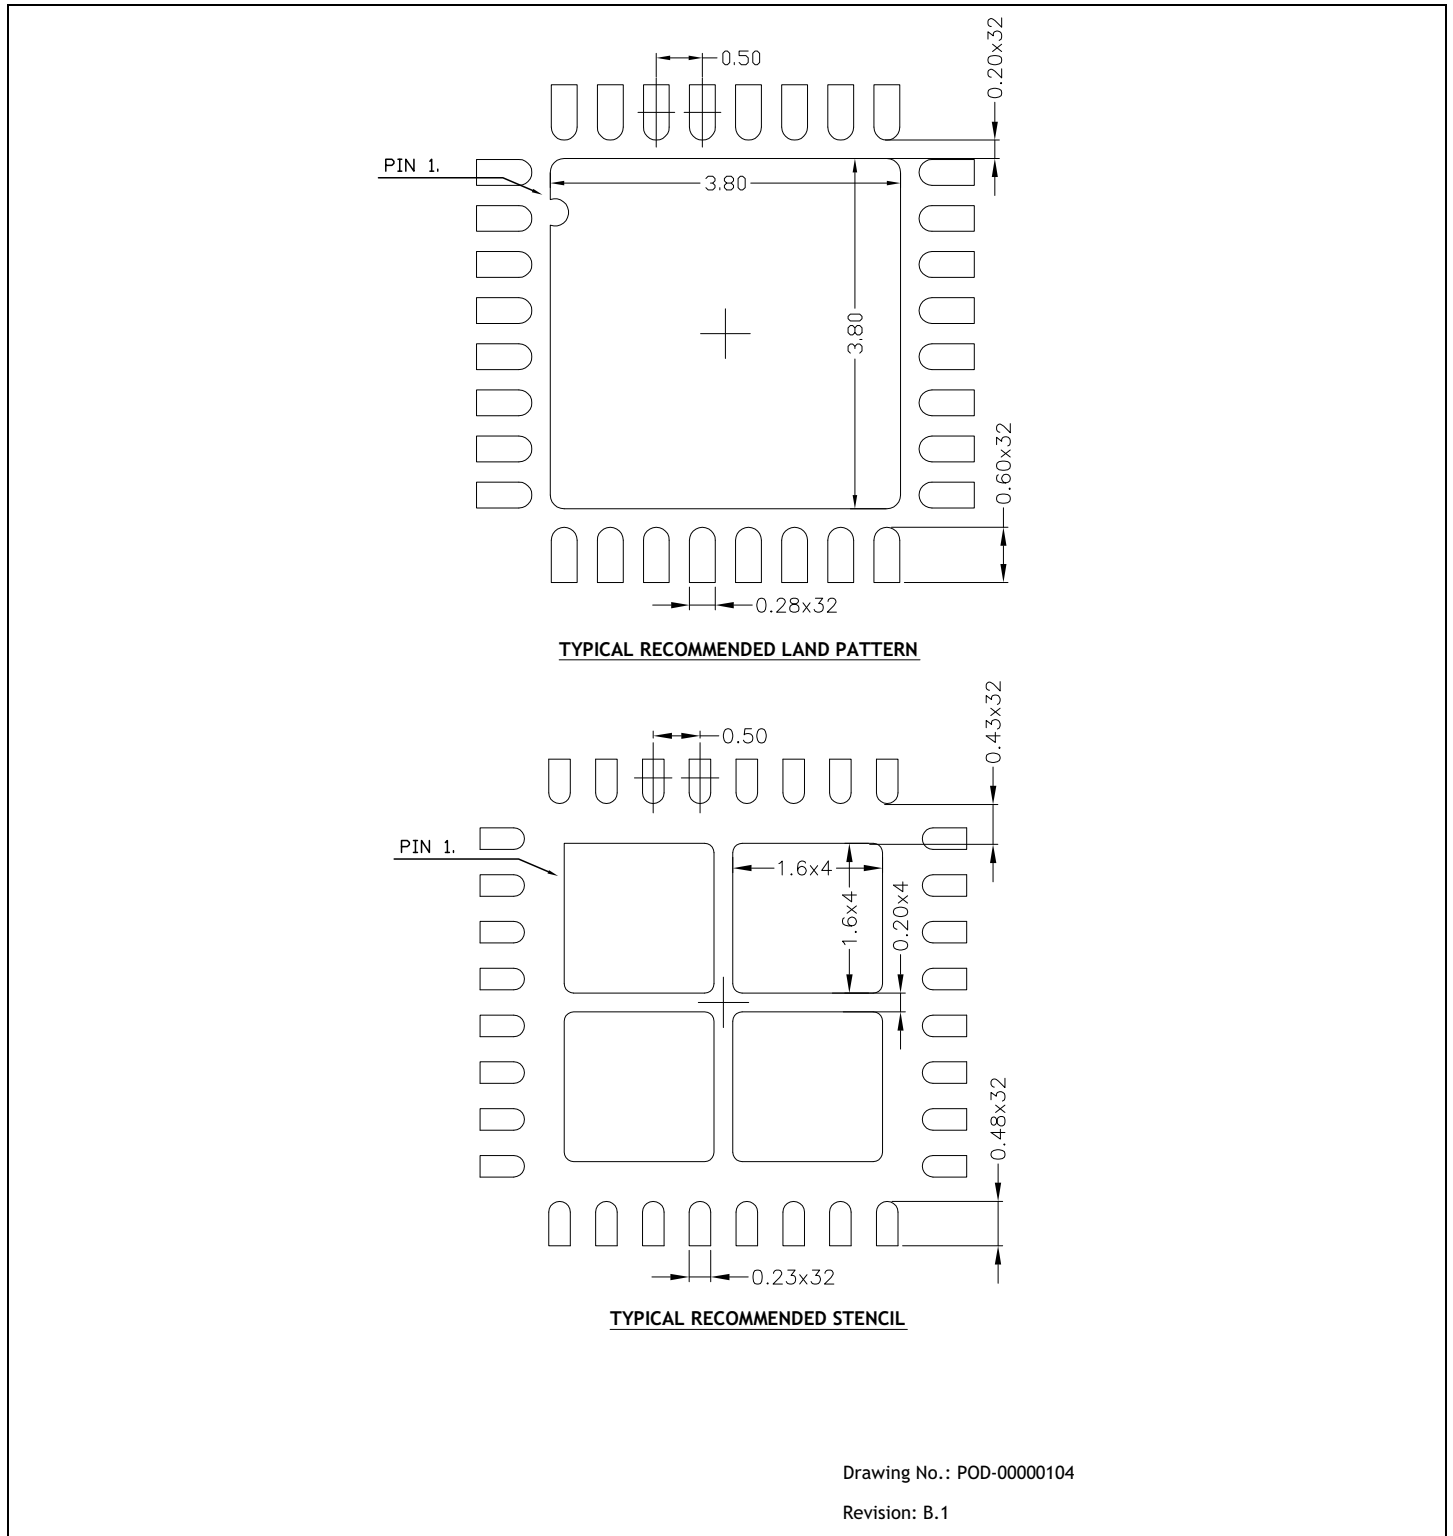 0.50
0.20x32
PIN 1.
3.80
3.80
0.60x32
0.28x32
TYPICAL RECOMMENDED LAND PATTERN
0.50
0.43x32
PIN 1.
1.6x4
1.6x4
0.20x4
0.48x32
0.23x32
TYPICAL RECOMMENDED STENCIL
Drawing No.: POD-00000104
Revision: B.1